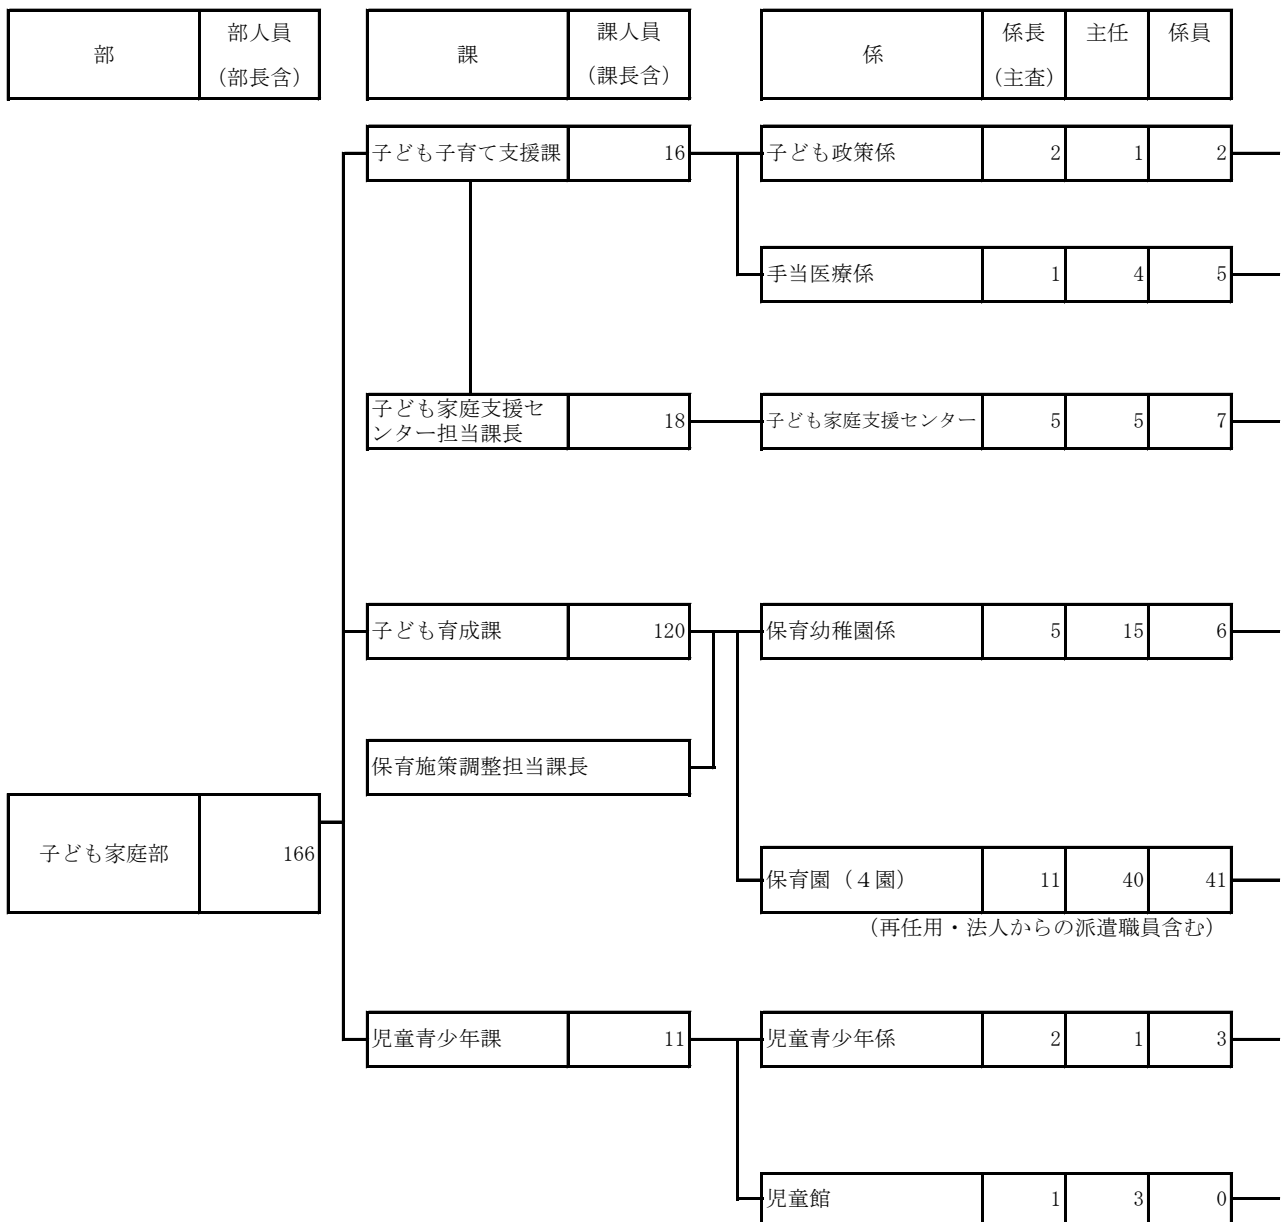 部 部人員 (部長含) 課 課人員 (課長含) 係 係長 (主査) 主任 係員
子ども子育て支援課 16 子ども政策係 2 1 2
手当医療係 1 4 5
子ども家庭支援セ
ンター担当課長 18 子ども家庭支援センター 5 5 7
子ども育成課 120 保育幼稚園係 5 15 6
保育施策調整担当課長
子ども家庭部 166
保育園（４園） 11 40 41
（再任用・法人からの派遣職員含む）
児童青少年課 11 児童青少年係 2 1 3
児童館 1 3 0